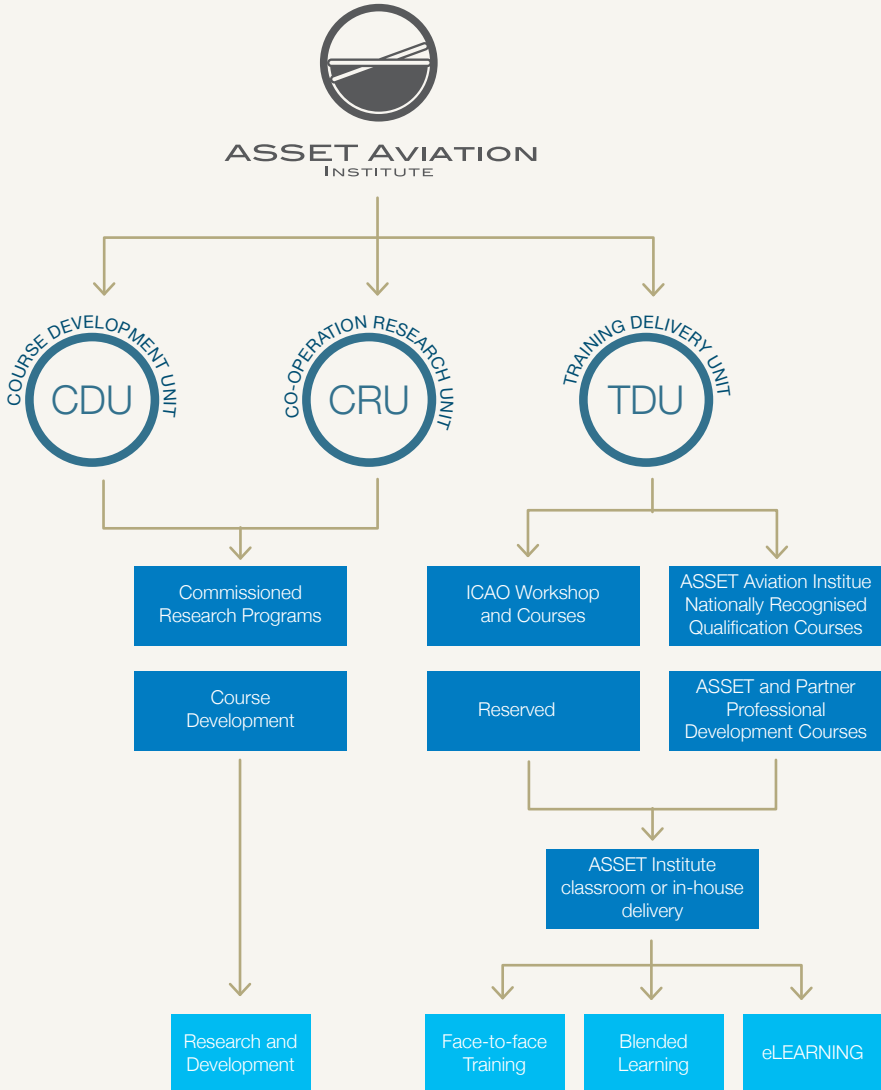 ASSET AVIATION
INSTITUTE
COURSE DEVELOPMENT UNIT
CDU
CO-OPERATION RESEARCH UNIT
CRU
TRAINING DELIVERY UNIT
TDU
Commissioned
Research Programs
ICAO Workshop
and Courses
ASSET Aviation Institue
Nationally Recognised
Qualification Courses
Course
Development
Reserved
ASSET and Partner
Professional
Development Courses
ASSET Institute
classroom or in-house
delivery
Research and
Development
Face-to-face
Training
Blended
Learning
eLEARNING